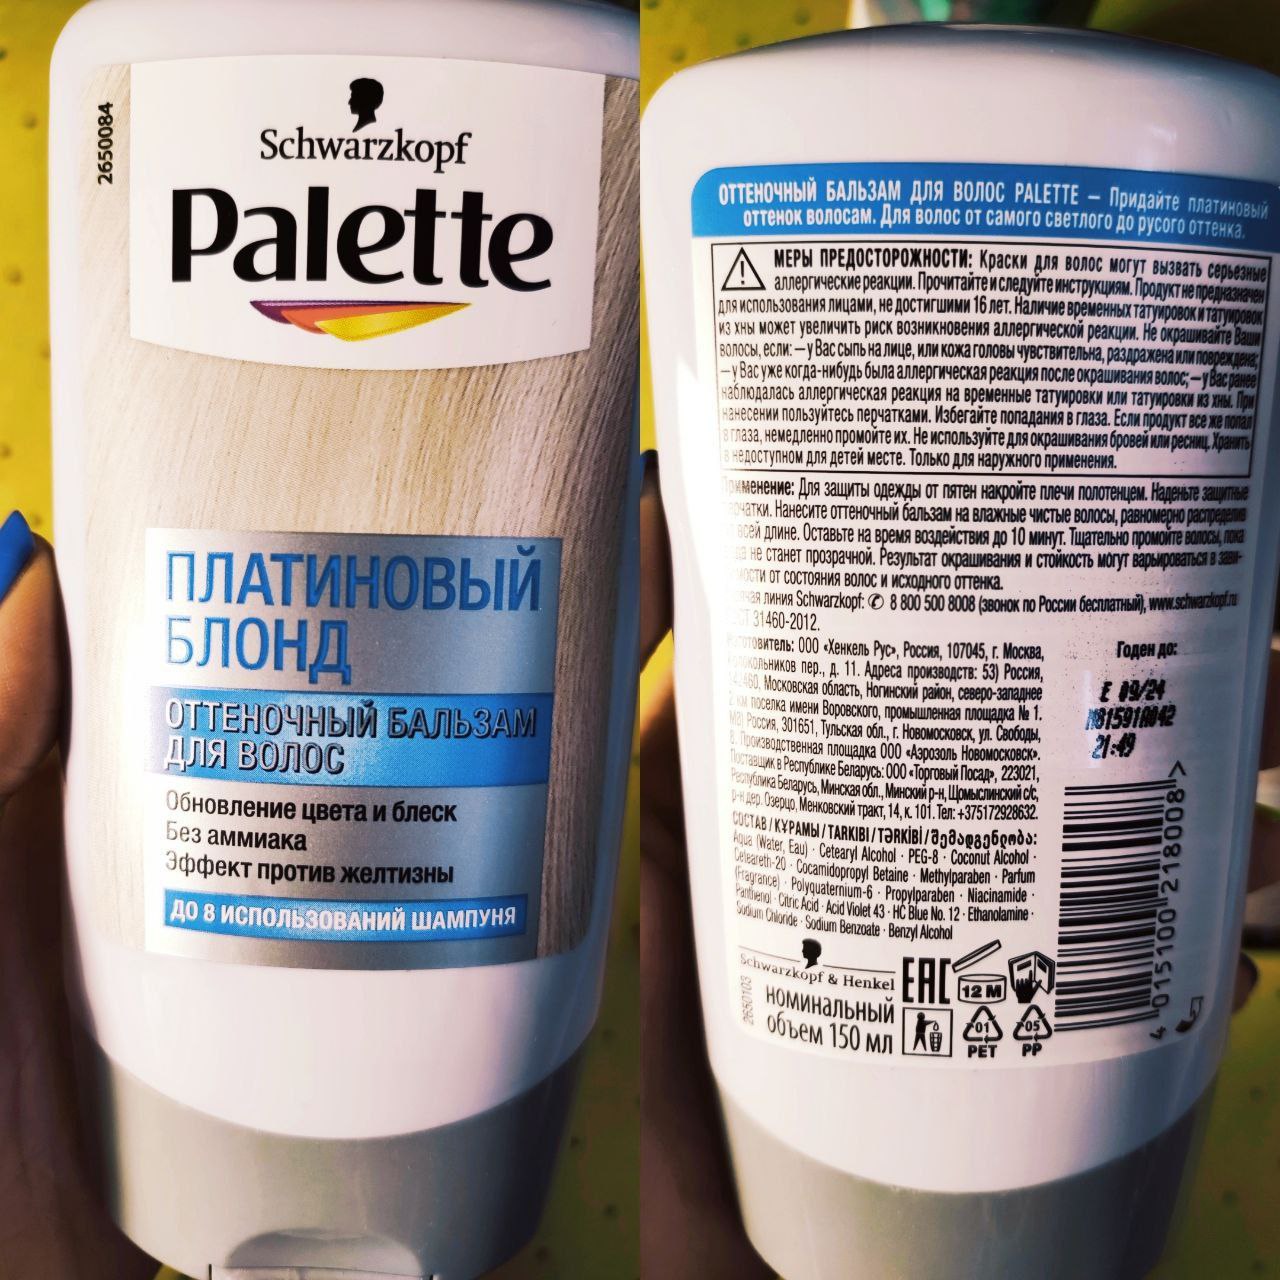 2650084
Schwarzkopf
Palette
ПЛАТИНОВЫЙ
БЛОНД
ОТТЕНОЧНЫЙ БАЛЬЗАМ
ДЛЯ ВОЛОС
Обновление цвета и блеск
Без аммиака
Эффект против желтизны
ДО 8 ИСПОЛЬЗОВАНИЙ ШАМПУНЯ
ОТТЕНОЧНЫЙ БАЛЬЗАМ ДЛЯ ВОЛОС PALETTE – Придайте платиновый
оттенок волосам. Для волос от самого светлого до русого оттенка.
МЕРЫ ПРЕДОСТОРОЖНОСТИ: Краски для волос могут вызвать серьезные
аллергические реакции. Прочитайте и следуйте инструкциям. Продукт не предназначен
для использования лицами, не достигшими 16 лет. Наличие временных татуировок и татуировок
из хны может увеличить риск возникновения аллергической реакции. Не окрашивайте Ваши
волосы, если: – у Вас сыпь на лице, или кожа головы чувствительна, раздражена или повреждена;
– у Вас уже когда-нибудь была аллергическая реакция после окрашивания волос; – у Вас ранее
наблюдалась аллергическая реакция на временные татуировки или татуировки из хны. При
нанесении пользуйтесь перчатками. Избегайте попадания в глаза. Если продукт все же попал
в глаза, немедленно промойте их. Не используйте для окрашивания бровей или ресниц. Хранить
в недоступном для детей месте. Только для наружного применения.
Применение: Для защиты одежды от пятен накройте плечи полотенцем. Наденьте защитные
перчатки. Нанесите оттеночный бальзам на влажные чистые волосы, равномерно распределив
по всей длине. Оставьте на время воздействия до 10 минут. Тщательно промойте волосы, пока
вода не станет прозрачной. Результат окрашивания и стойкость могут варьироваться в зави-
симости от состояния волос и исходного оттенка.
Горячая линия Schwarzkopf: ✆ 8 800 500 8008 (звонок по России бесплатный), www.schwarzkopf.ru
ГОСТ 31460-2012.
Изготовитель: ООО «Хенкель Рус», Россия, 107045, г. Москва,
Колокольников пер., д. 11. Адреса производств: 53) Россия,
142460, Московская область, Ногинский район, северо-западнее
2 км поселка имени Воровского, промышленная площадка № 1.
М8) Россия, 301651, Тульская обл., г. Новомосковск, ул. Свободы,
8. Производственная площадка ООО «Аэрозоль Новомосковск».
Поставщик в Республике Беларусь: ООО «Торговый Посад», 223021,
Республика Беларусь, Минская обл., Минский р-н, Щомыслицкий с/с,
р-н дер. Озерцо, Менковский тракт, 14, к. 101. Тел: +375172928632.
Годен до:
E 09/24
21:49
СОСТАВ / ҚҰРАМЫ / TARKIBI / TƏRKİBİ / შემადგენლობა:
Aqua (Water, Eau) · Cetearyl Alcohol · PEG-8 · Coconut Alcohol ·
Ceteareth-20 · Cocamidopropyl Betaine · Methylparaben · Parfum
(Fragrance) · Polyquaternium-6 · Propylparaben · Niacinamide ·
Panthenol · Citric Acid · Acid Violet 43 · HC Blue No. 12 · Ethanolamine ·
Sodium Chloride · Sodium Benzoate · Benzyl Alcohol
Schwarzkopf & Henkel
EAC
12 M
2650103
номинальный
объем 150 мл
01
PET
05
PP
4 015100 218008 >